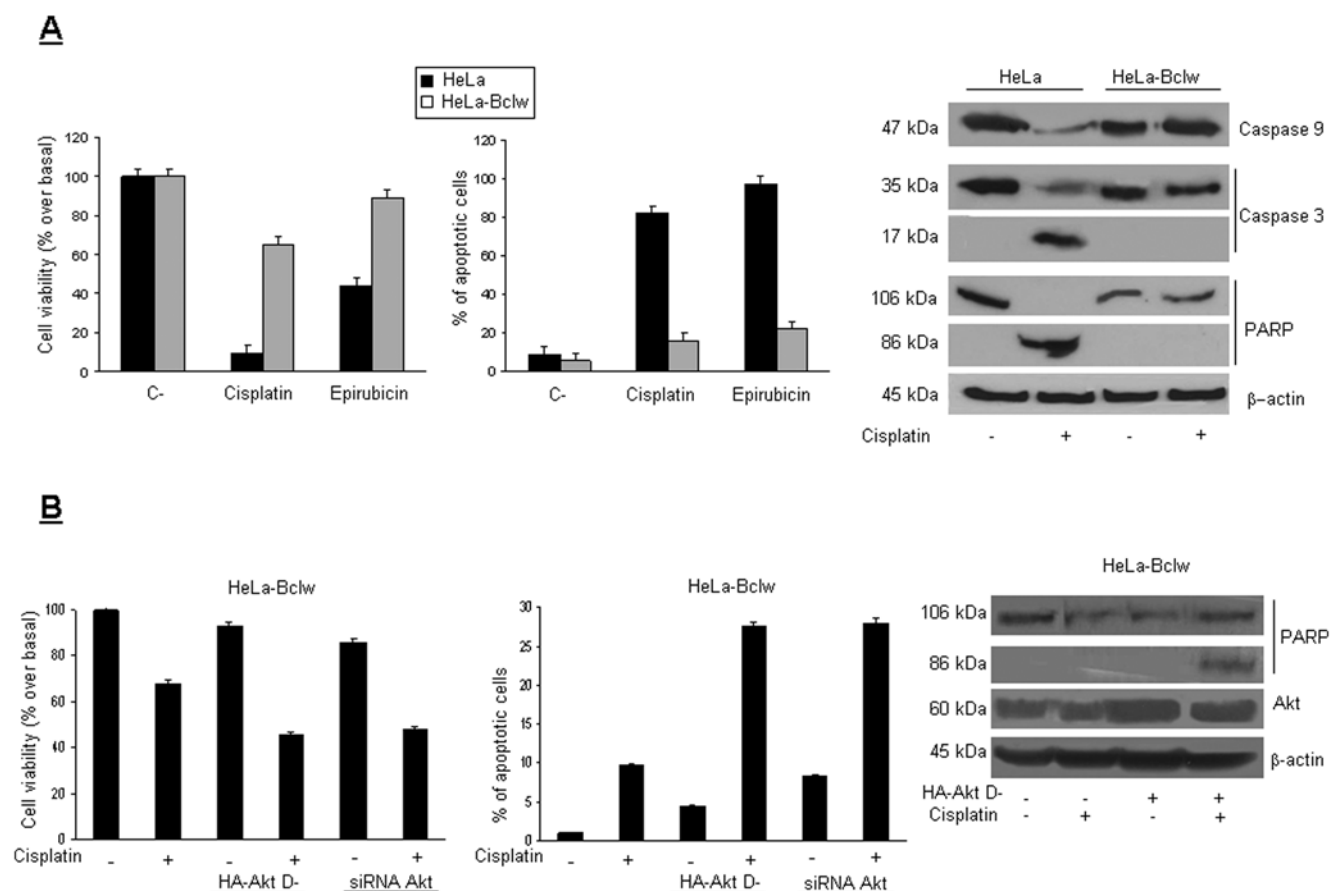 A
HeLa
HeLa-Bclw
Cell viability (% over basal)
120
100
80
60
40
20
0
C-
Cisplatin
Epirubicin
% of apoptotic cells
120
100
80
60
40
20
0
C-
Cisplatin
Epirubicin
HeLa
HeLa-Bclw
47 kDa
Caspase 9
35 kDa
17 kDa
Caspase 3
106 kDa
86 kDa
PARP
45 kDa
β–actin
Cisplatin
- + - +
B
HeLa-Bclw
Cell viability (% over basal)
100
80
60
40
20
0
Cisplatin
- + - + - +
HA-Akt D-
siRNA Akt
HeLa-Bclw
% of apoptotic cells
30
25
20
15
10
5
0
Cisplatin
- + - + - +
HA-Akt D-
siRNA Akt
HeLa-Bclw
106 kDa
86 kDa
PARP
60 kDa
Akt
45 kDa
β-actin
HA-Akt D- - - + +
Cisplatin - + - +